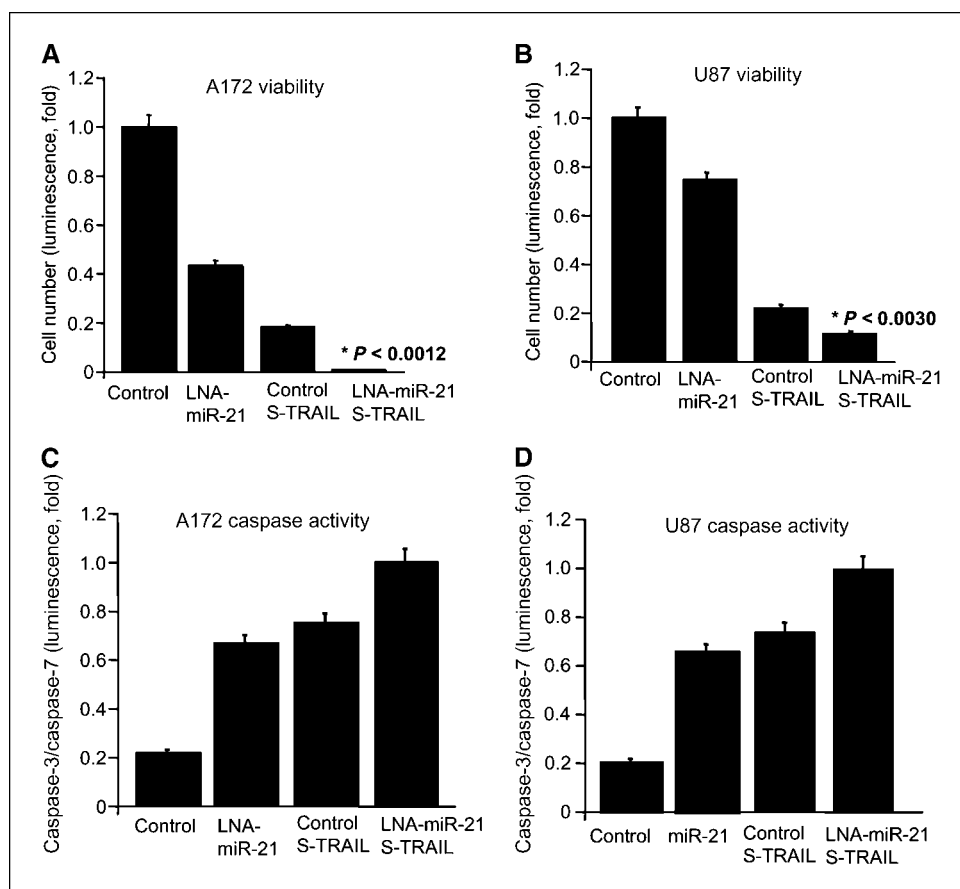 A
A172 viability
Cell number (luminescence, fold)
1.2
1.0
0.8
0.6
0.4
0.2
0
* P < 0.0012
Control
LNA-
miR-21
Control
S-TRAIL
LNA-miR-21
S-TRAIL
B
U87 viability
Cell number (luminescence, fold)
1.2
1.0
0.8
0.6
0.4
0.2
0
* P < 0.0030
Control
LNA-
miR-21
Control
S-TRAIL
LNA-miR-21
S-TRAIL
C
A172 caspase activity
Caspase-3/caspase-7 (luminescence, fold)
1.2
1.0
0.8
0.6
0.4
0.2
0
Control
LNA-
miR-21
Control
S-TRAIL
LNA-miR-21
S-TRAIL
D
U87 caspase activity
Caspase-3/caspase-7 (luminescence, fold)
1.2
1.0
0.8
0.6
0.4
0.2
0
Control
miR-21
Control
S-TRAIL
LNA-miR-21
S-TRAIL